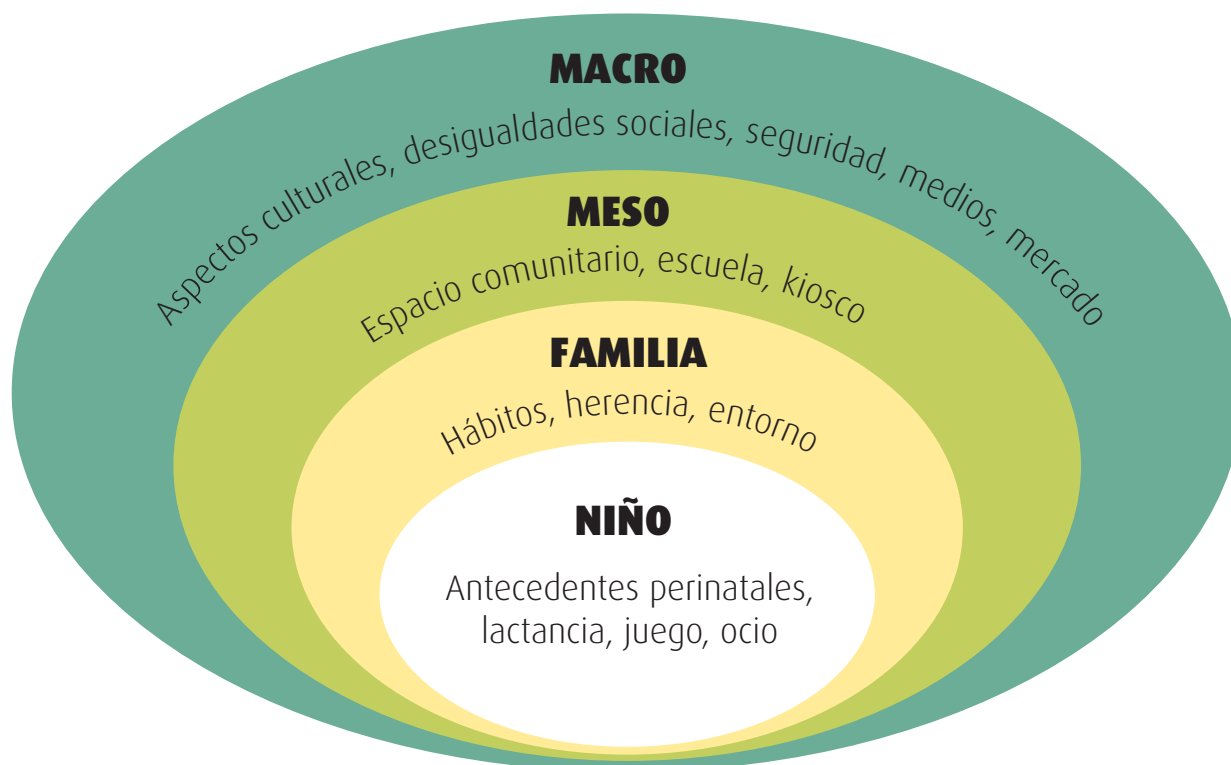 MACRO
Aspectos culturales, desigualdades sociales, seguridad, medios, mercado
MESO
Espacio comunitario, escuela, kiosco
FAMILIA
Hábitos, herencia, entorno
NIÑO
Antecedentes perinatales,
lactancia, juego, ocio